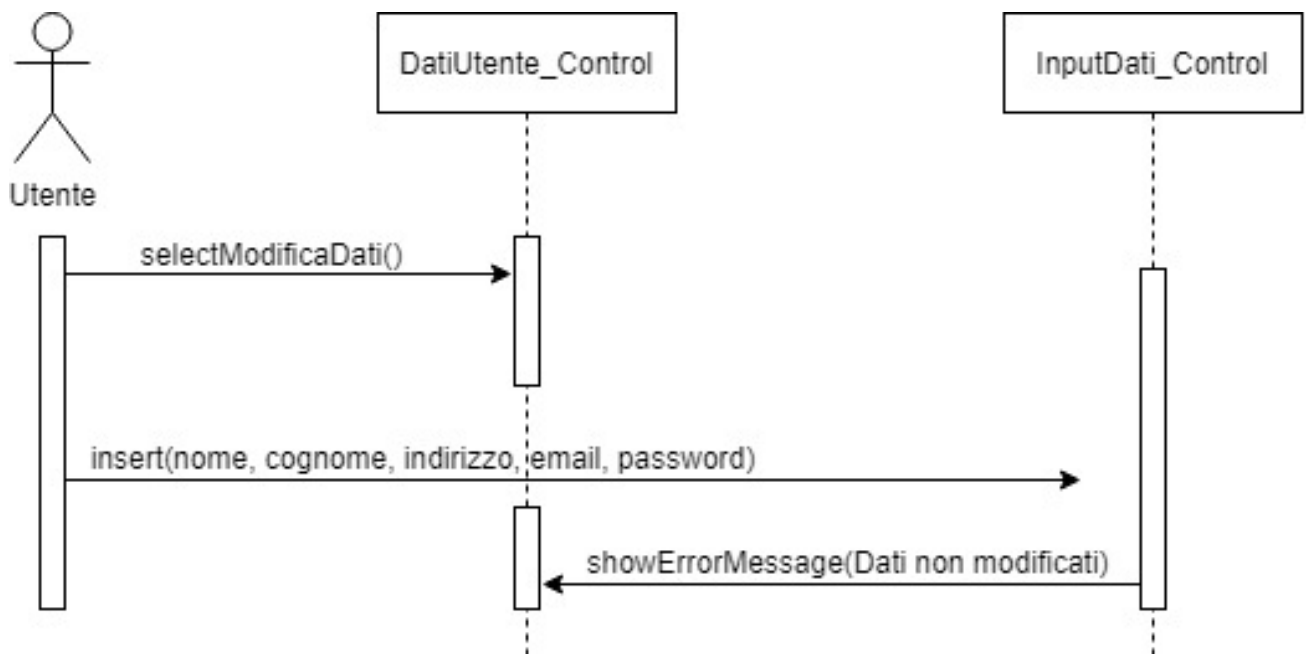 DatiUtente_Control
InputDati_Control
Utente
selectModificaDati()
insert(nome, cognome, indirizzo, email, password)
showErrorMessage(Dati non modificati)